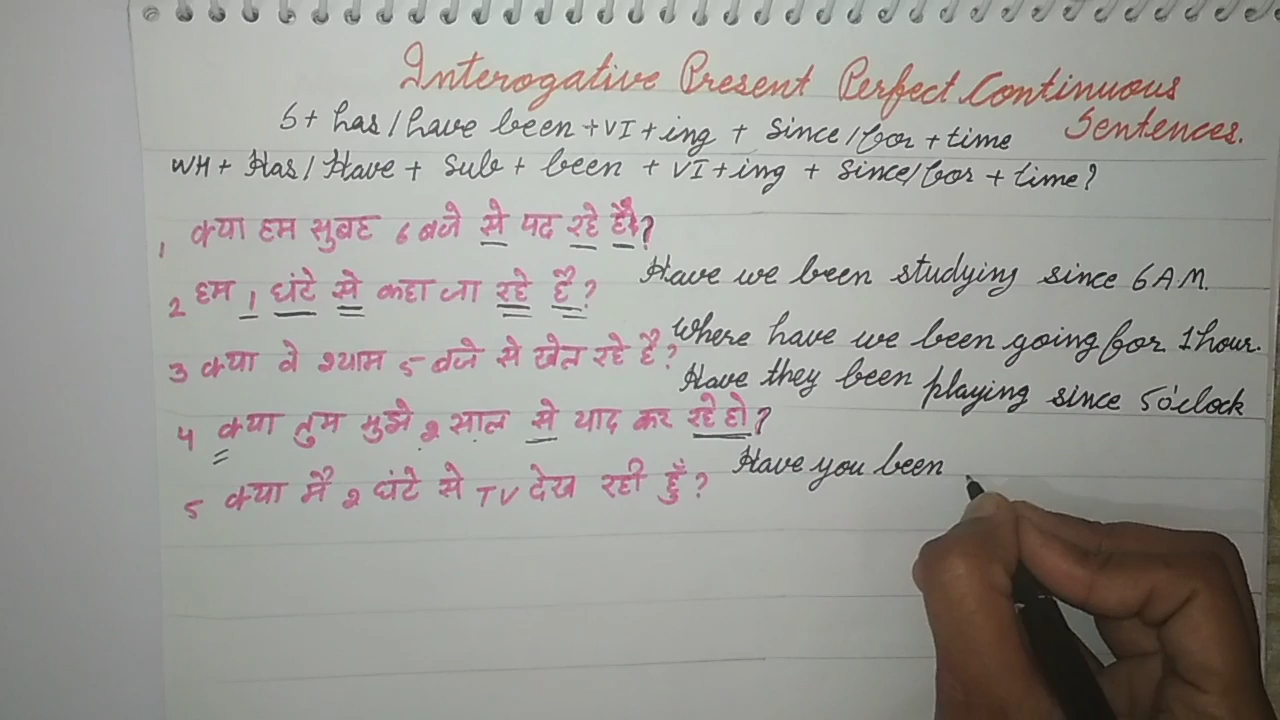 Interogative Present Perfect Continuous
Sentences.
S+ has/have been +VI+ing + Since/for +time
WH+ Has/Have + Sub + been + VI+ing + Since/for + time?
1 क्या हम सुबह 6 बजे से पढ रहे हैं?
Have we been studying since 6 A.M.
2 हम 1 घंटे से कहा जा रहे है?
Where have we been going for 1 hour.
3 क्या वे श्याम 5 बजे से खेल रहे है?
Have they been playing since 5 o'clock
4 क्या तुम मुझे 2 साल से याद कर रहे हो?
Have you been
5 क्या मैं 2 घंटे से TV देख रही हुँ?